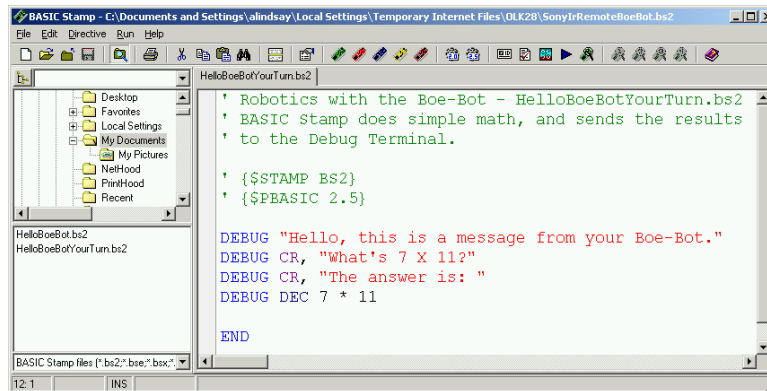 BASIC Stamp - C:\Documents and Settings\alindsay\Local Settings\Temporary Internet Files\OLK28\SonyIrRemoteBoeBot.bs2
File Edit Directive Run Help
HelloBoeBotYourTurn.bs2
Desktop
Favorites
Local Settings
My Documents
My Pictures
NetHood
PrintHood
Recent
HelloBoeBot.bs2
HelloBoeBotYourTurn.bs2
BASIC Stamp files (*.bs2;*.bse;*.bsx;*.
' Robotics with the Boe-Bot - HelloBoeBotYourTurn.bs2
' BASIC Stamp does simple math, and sends the results
' to the Debug Terminal.
' {$STAMP BS2}
' {$PBASIC 2.5}
DEBUG "Hello, this is a message from your Boe-Bot."
DEBUG CR, "What's 7 X 11?"
DEBUG CR, "The answer is: "
DEBUG DEC 7 * 11
END
12: 1 INS